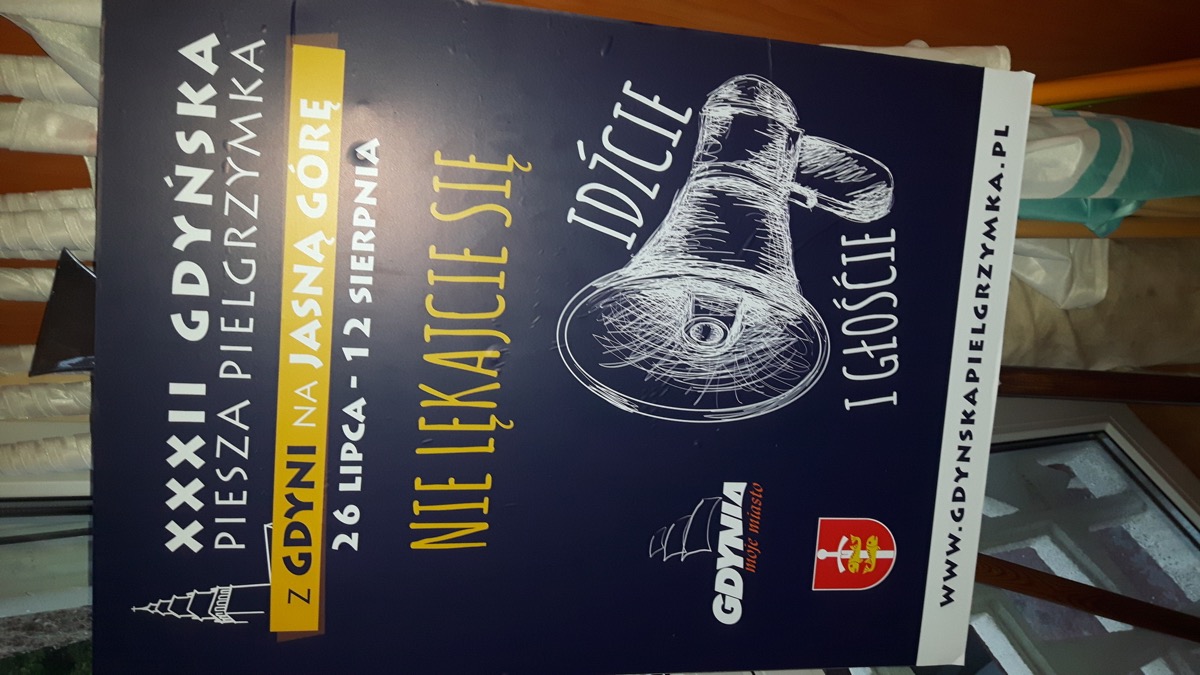 XXXII GDYŃSKA
PIESZA PIELGRZYMKA
Z GDYNI NA JASNĄ GÓRĘ
26 LIPCA - 12 SIERPNIA
NIE LĘKAJCIE SIĘ
IDŹCIE
I GŁOŚCIE
GDYNIA
moje miasto
WWW.GDYNSKAPIELGRZYMKA.PL